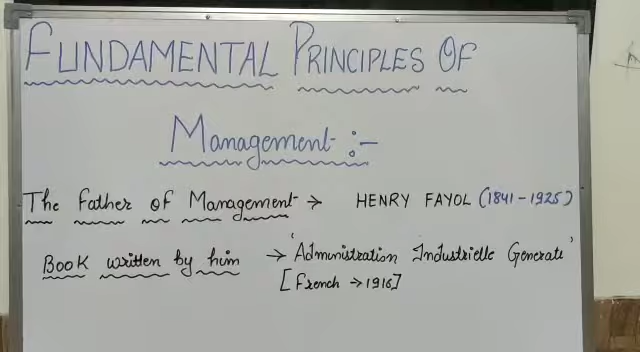 FUNDAMENTAL PRINCIPLES OF
Management :-
The Father of Management → HENRY FAYOL (1841-1925)
Book written by him → 'Administration Industrielle Generate'
[French → 1916]